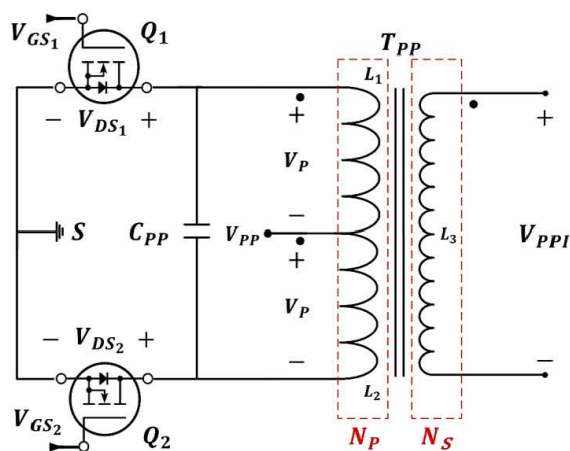 V_GS1
Q1
T_PP
L1
− V_DS1 +
+
V_P
−
+
S
C_PP
V_PP
L3
V_PPI
+
V_P
−
− V_DS2 +
−
L2
V_GS2
Q2
N_P
N_S